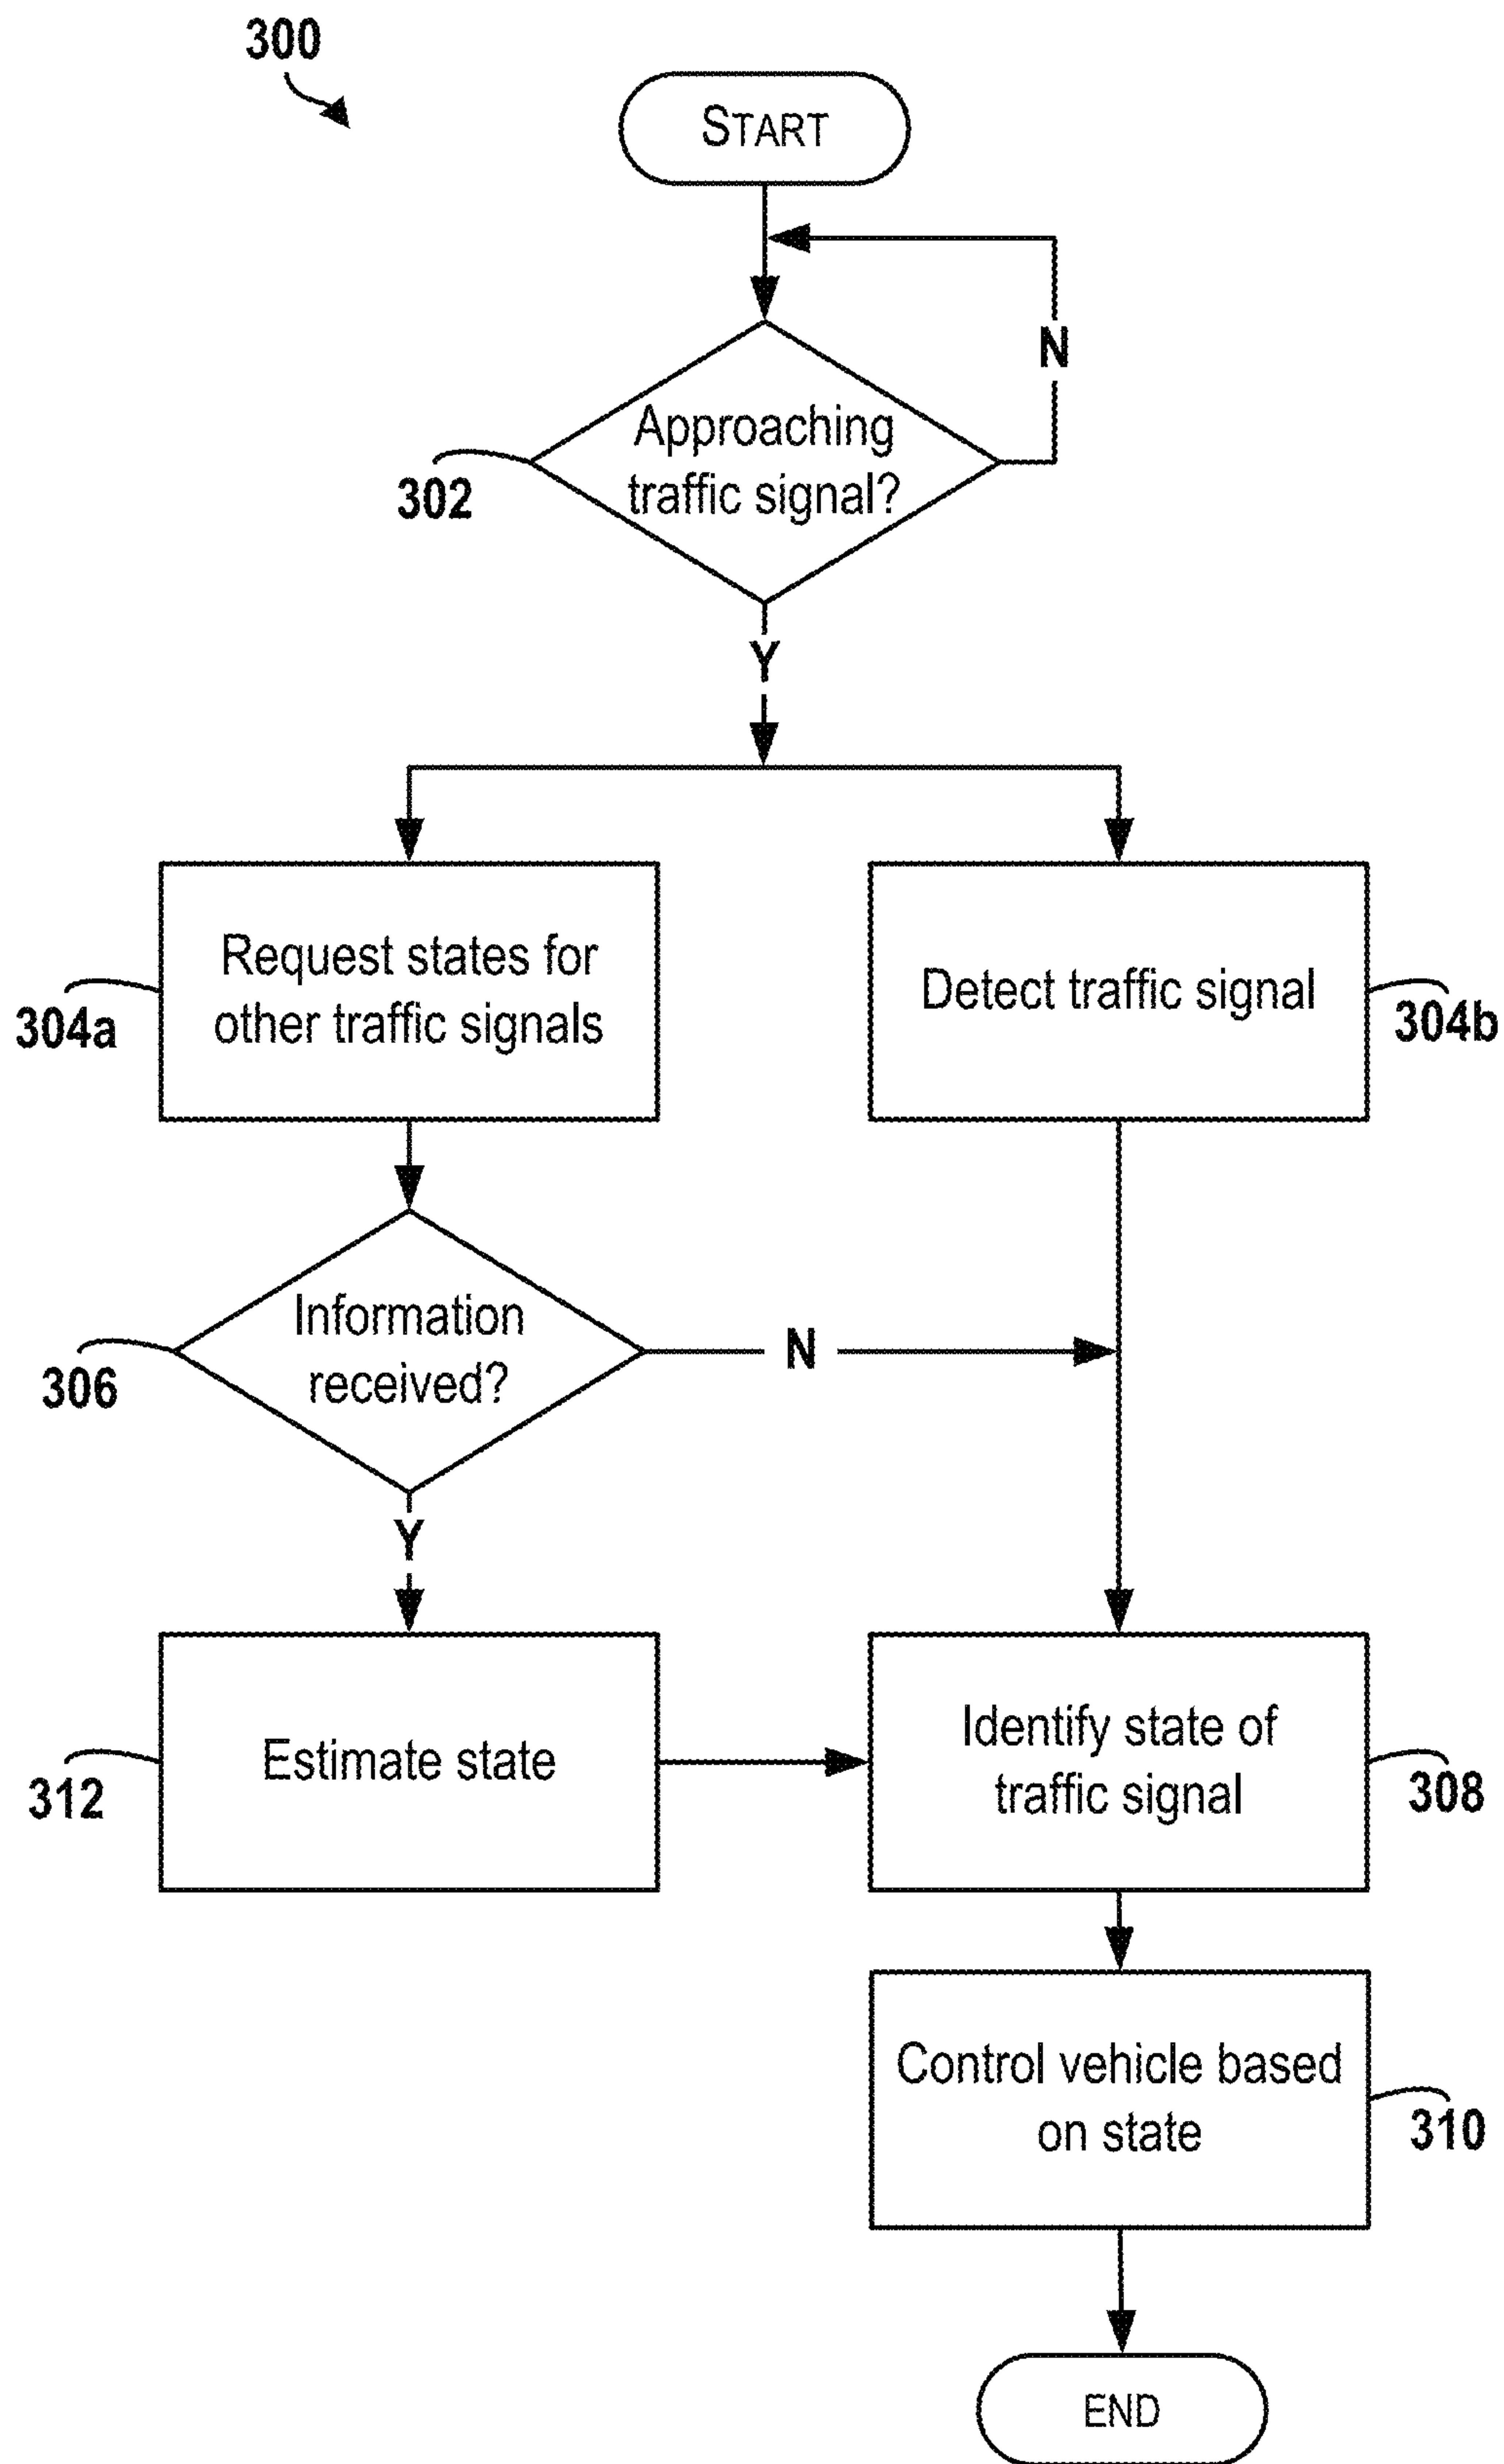 300
START
N
Approaching
traffic signal?
302
Y
Request states for
other traffic signals
304a
Detect traffic signal
304b
Information
received?
306
N
Y
Estimate state
312
Identify state of
traffic signal
308
Control vehicle based
on state
310
END